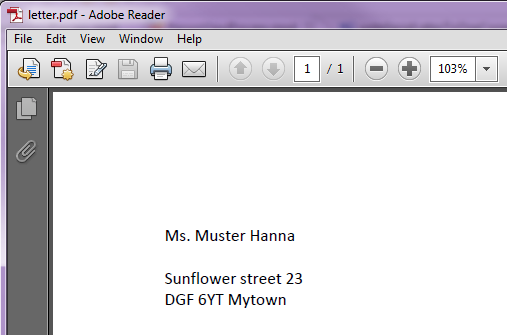 letter.pdf - Adobe Reader
File Edit View Window Help
1 / 1 103%
Ms. Muster Hanna
Sunflower street 23
DGF 6YT Mytown